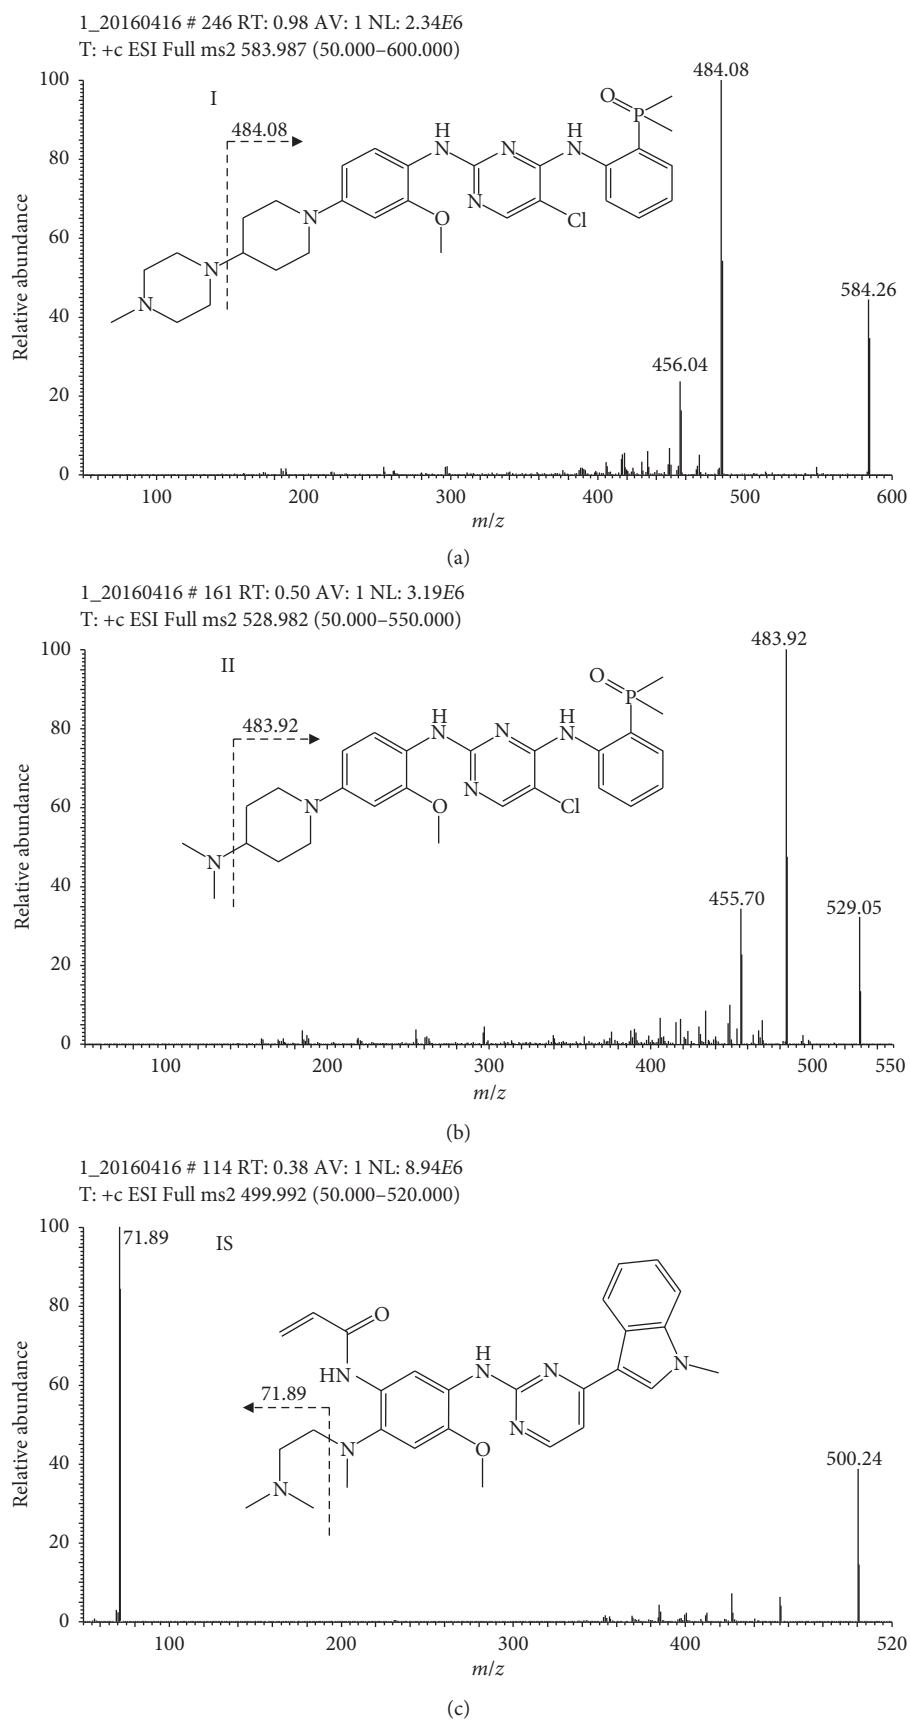 1_20160416 # 246 RT: 0.98 AV: 1 NL: 2.34E6
T: +c ESI Full ms2 583.987 (50.000–600.000)
100
80
60
40
20
0
Relative abundance
I
484.08
H
N
N
H
N
O
P
N
Cl
O
N
N
N
484.08
584.26
456.04
100
200
300
400
500
600
m/z
(a)
1_20160416 # 161 RT: 0.50 AV: 1 NL: 3.19E6
T: +c ESI Full ms2 528.982 (50.000–550.000)
100
80
60
40
20
0
Relative abundance
II
483.92
H
N
N
H
N
O
P
N
Cl
O
N
N
483.92
455.70
529.05
100
200
300
400
500
550
m/z
(b)
1_20160416 # 114 RT: 0.38 AV: 1 NL: 8.94E6
T: +c ESI Full ms2 499.992 (50.000–520.000)
100
80
60
40
20
0
Relative abundance
71.89
IS
O
HN
H
N
N
N
N
71.89
N
O
N
500.24
100
200
300
400
520
m/z
(c)